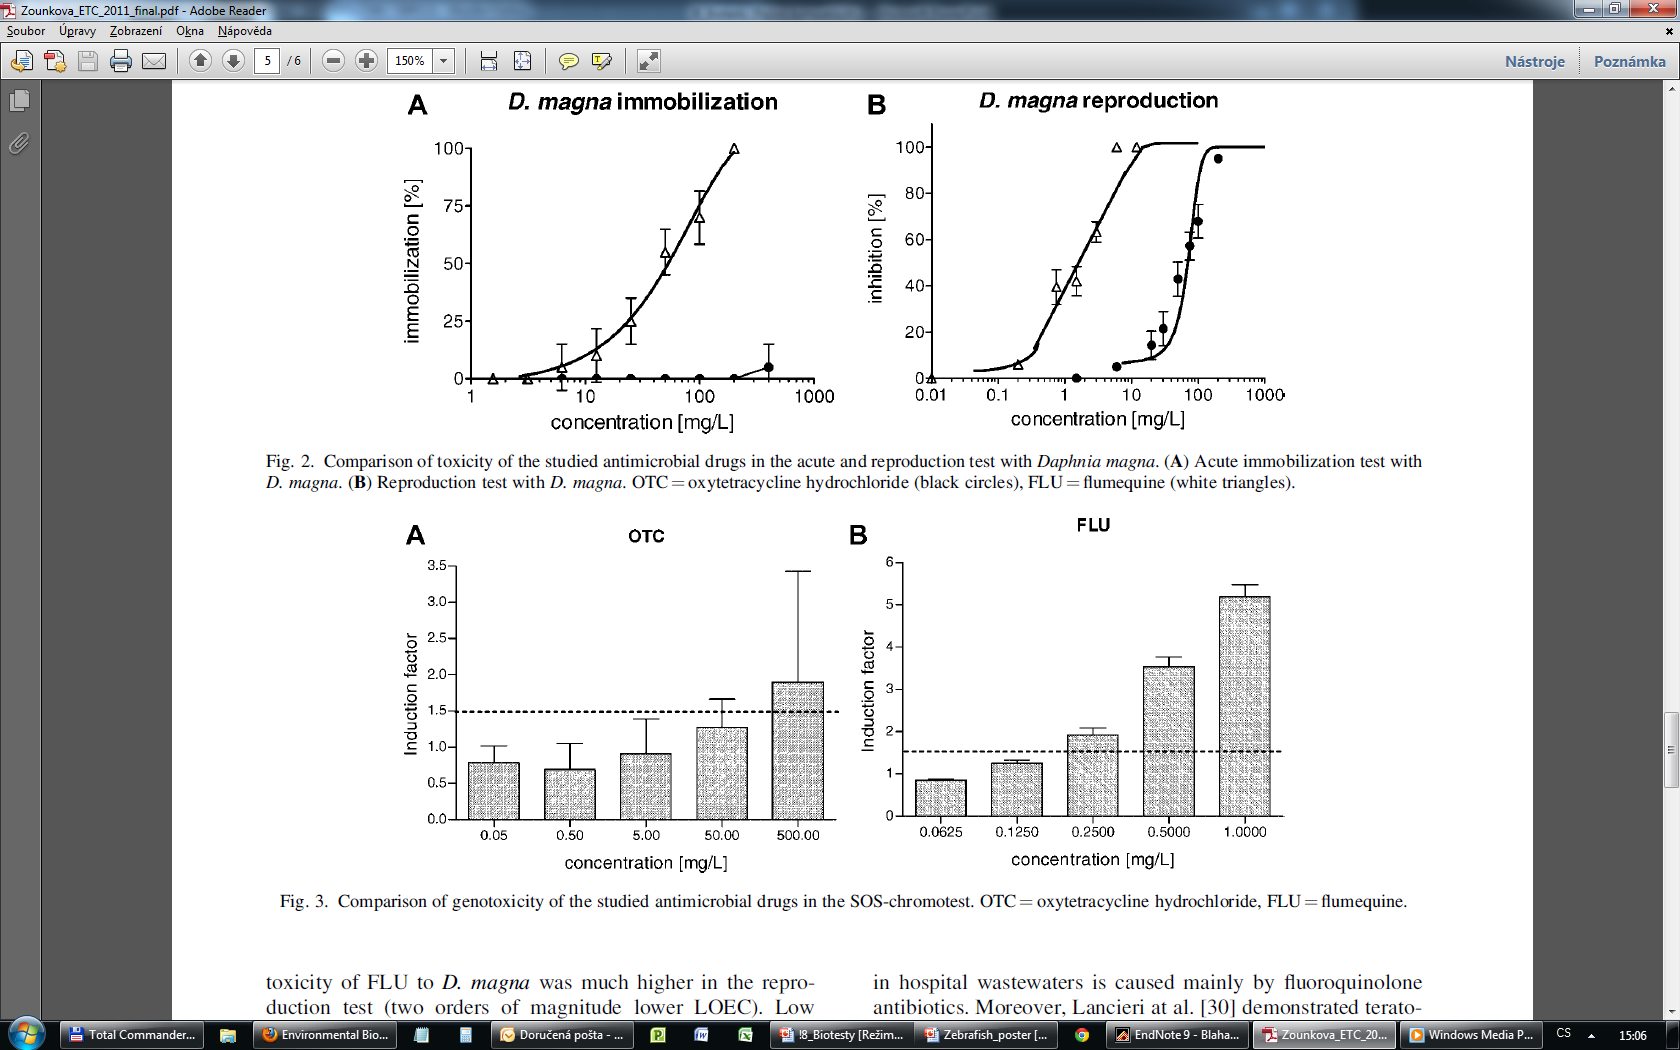 Zounkova_ETC_2011_final.pdf - Adobe Reader
Soubor Úpravy Zobrazení Okna Nápověda
5 / 6 150% Nástroje Poznámka
A D. magna immobilization
100
75
50
25
0
immobilization [%]
1 10 100 1000
concentration [mg/L]
B D. magna reproduction
100
80
60
40
20
0
inhibition [%]
0.01 0.1 1 10 100 1000
concentration [mg/L]
Fig. 2. Comparison of toxicity of the studied antimicrobial drugs in the acute and reproduction test with Daphnia magna. (A) Acute immobilization test with
D. magna. (B) Reproduction test with D. magna. OTC = oxytetracycline hydrochloride (black circles), FLU = flumequine (white triangles).
A OTC
3.5
3.0
2.5
2.0
1.5
1.0
0.5
0.0
Induction factor
0.05 0.50 5.00 50.00 500.00
concentration [mg/L]
B FLU
6
5
4
3
2
1
0
Induction factor
0.0625 0.1250 0.2500 0.5000 1.0000
concentration [mg/L]
Fig. 3. Comparison of genotoxicity of the studied antimicrobial drugs in the SOS-chromotest. OTC = oxytetracycline hydrochloride, FLU = flumequine.
toxicity of FLU to D. magna was much higher in the repro-
duction test (two orders of magnitude lower LOEC). Low
in hospital wastewaters is caused mainly by fluoroquinolone
antibiotics. Moreover, Lancieri at al. [30] demonstrated terato-
Total Commander... Environmental Bio... Doručená pošta - ... !8_Biotesty [Režim... Zebrafish_poster [... EndNote 9 - Blaha... Zounkova_ETC_20... Windows Media P... CS 15:06